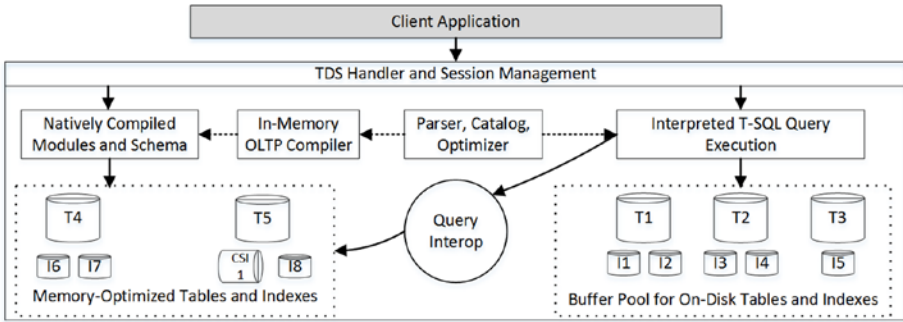 Client Application
TDS Handler and Session Management
Natively Compiled
Modules and Schema
In-Memory
OLTP Compiler
Parser, Catalog,
Optimizer
Interpreted T-SQL Query
Execution
T4
T5
Query
Interop
T1
T2
T3
I6
I7
CSI
1
I8
I1
I2
I3
I4
I5
Memory-Optimized Tables and Indexes
Buffer Pool for On-Disk Tables and Indexes